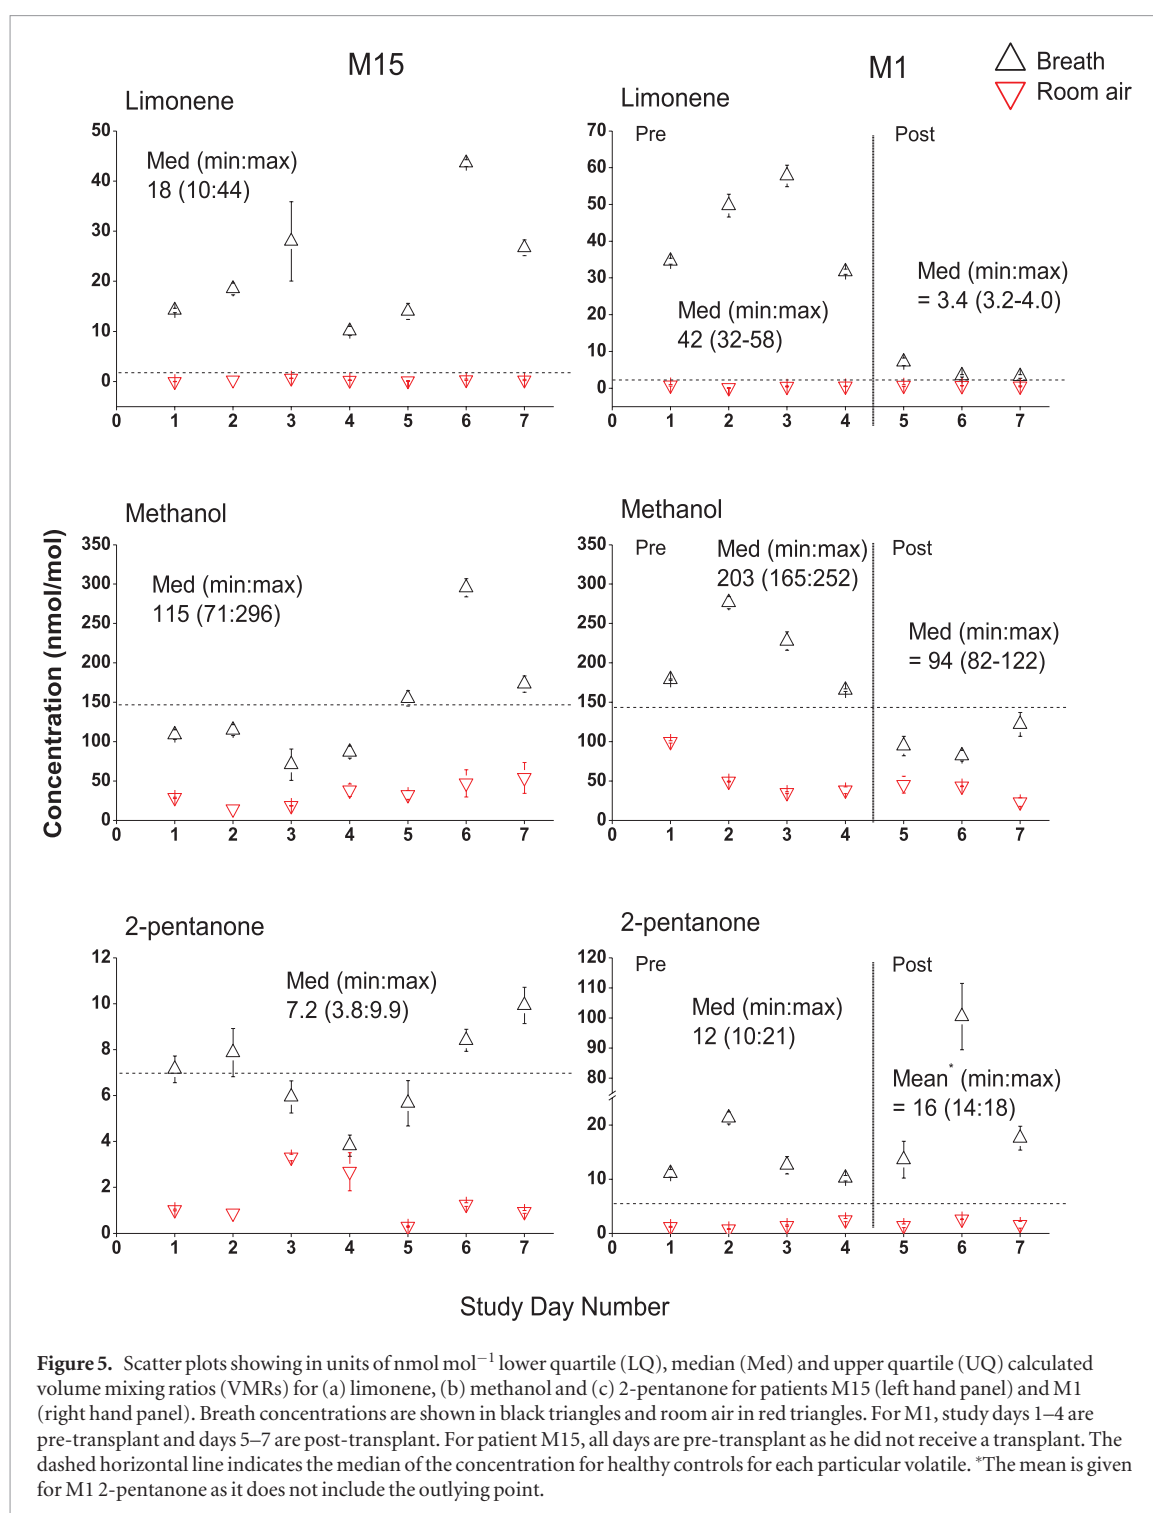 M15
M1
Breath
Room air
Limonene
50
40
30
20
10
0
Med (min:max)
18 (10:44)
0 1 2 3 4 5 6 7
Limonene
70
60
50
40
30
20
10
0
Pre
Post
Med (min:max)
42 (32-58)
Med (min:max)
= 3.4 (3.2-4.0)
0 1 2 3 4 5 6 7
Concentration (nmol/mol)
Methanol
350
300
250
200
150
100
50
0
Med (min:max)
115 (71:296)
0 1 2 3 4 5 6 7
Methanol
350
300
250
200
150
100
50
0
Pre
Med (min:max)
203 (165:252)
Post
Med (min:max)
= 94 (82-122)
0 1 2 3 4 5 6 7
2-pentanone
12
10
8
6
4
2
0
Med (min:max)
7.2 (3.8:9.9)
0 1 2 3 4 5 6 7
2-pentanone
120
110
100
90
80
20
10
0
Pre
Post
Med (min:max)
12 (10:21)
Mean* (min:max)
= 16 (14:18)
0 1 2 3 4 5 6 7
Study Day Number
Figure 5. Scatter plots showing in units of nmol mol⁻¹ lower quartile (LQ), median (Med) and upper quartile (UQ) calculated
volume mixing ratios (VMRs) for (a) limonene, (b) methanol and (c) 2-pentanone for patients M15 (left hand panel) and M1
(right hand panel). Breath concentrations are shown in black triangles and room air in red triangles. For M1, study days 1–4 are
pre-transplant and days 5–7 are post-transplant. For patient M15, all days are pre-transplant as he did not receive a transplant. The
dashed horizontal line indicates the median of the concentration for healthy controls for each particular volatile. *The mean is given
for M1 2-pentanone as it does not include the outlying point.